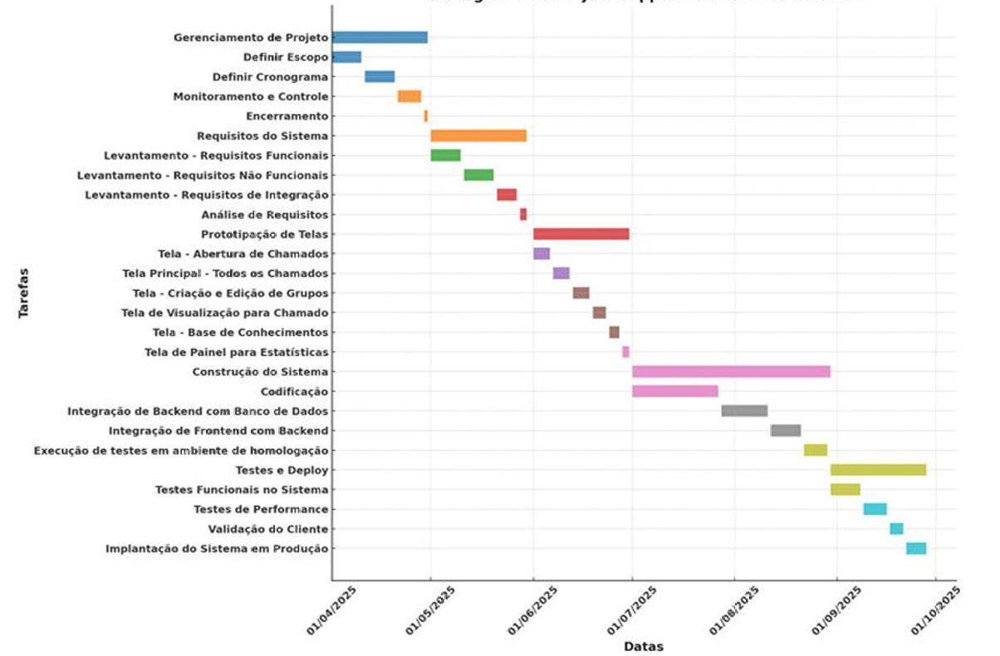 Gerenciamento de Projeto
Definir Escopo
Definir Cronograma
Monitoramento e Controle
Encerramento
Requisitos do Sistema
Levantamento - Requisitos Funcionais
Levantamento - Requisitos Não Funcionais
Levantamento - Requisitos de Integração
Análise de Requisitos
Prototipação de Telas
Tela - Abertura de Chamados
Tela Principal - Todos os Chamados
Tela - Criação e Edição de Grupos
Tela de Visualização para Chamado
Tela - Base de Conhecimentos
Tela de Painel para Estatísticas
Construção do Sistema
Codificação
Integração de Backend com Banco de Dados
Integração de Frontend com Backend
Execução de testes em ambiente de homologação
Testes e Deploy
Testes Funcionais no Sistema
Testes de Performance
Validação do Cliente
Implantação do Sistema em Produção
Tarefas
01/04/2025
01/05/2025
01/06/2025
01/07/2025
01/08/2025
01/09/2025
01/10/2025
Datas